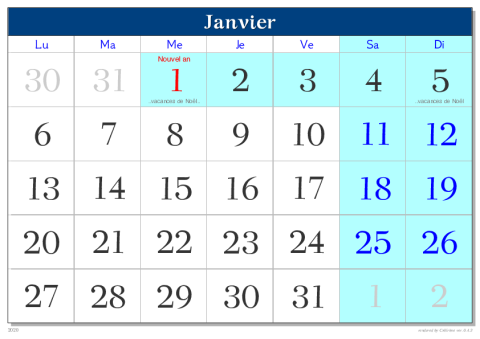 Janvier
Lu Ma Me Je Ve Sa Di
Nouvel an
30 31 1 2 3 4 5
..vacances de Noël.. ..vacances de Noël
6 7 8 9 10 11 12
13 14 15 16 17 18 19
20 21 22 23 24 25 26
27 28 29 30 31 1 2